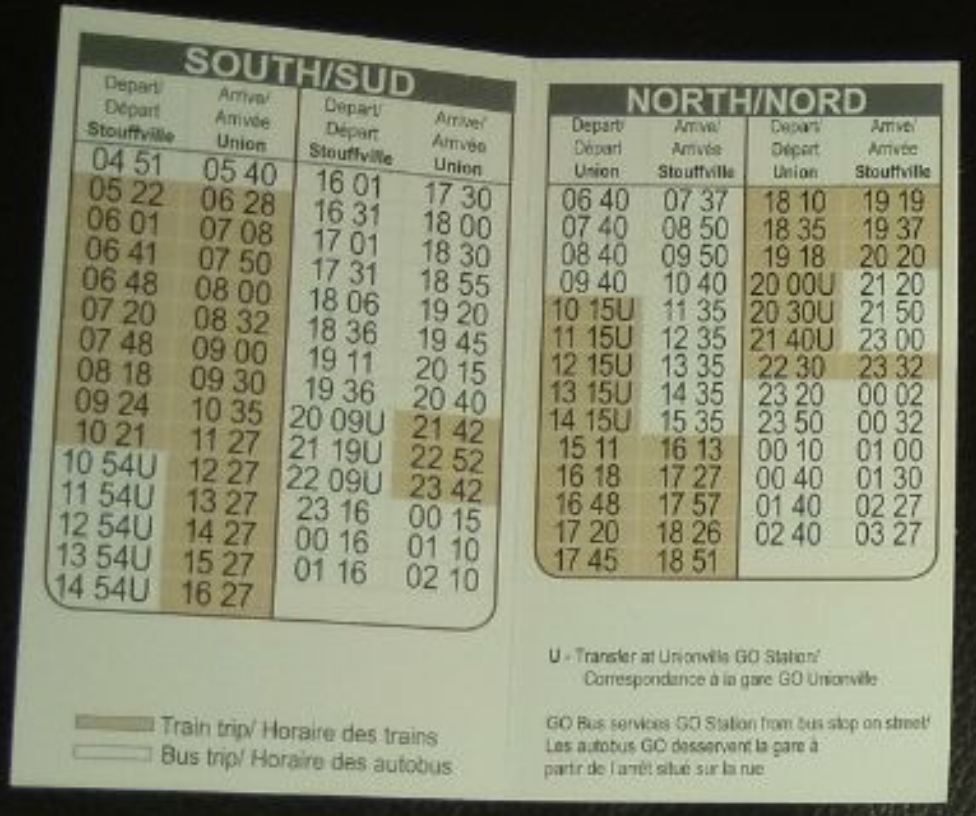 SOUTH/SUD
Depart/ Arrive/ Depart/ Arrive/
Départ Arrivée Départ Arrivée
Stouffville Union Stouffville Union
04 51 05 40 16 01 17 30
05 22 06 28 16 31 18 00
06 01 07 08 17 01 18 30
06 41 07 50 17 31 18 55
06 48 08 00 18 06 19 20
07 20 08 32 18 36 19 45
07 48 09 00 19 11 20 15
08 18 09 30 19 36 20 40
09 24 10 35 20 09U 21 42
10 21 11 27 21 19U 22 52
10 54U 12 27 22 09U 23 42
11 54U 13 27 23 16 00 15
12 54U 14 27 00 16 01 10
13 54U 15 27 01 16 02 10
14 54U 16 27
Train trip/ Horaire des trains
Bus trip/ Horaire des autobus
NORTH/NORD
Depart/ Arrive/ Depart/ Arrive/
Départ Arrivée Départ Arrivée
Union Stouffville Union Stouffville
06 40 07 37 18 10 19 19
07 40 08 50 18 35 19 37
08 40 09 50 19 18 20 20
09 40 10 40 20 00U 21 20
10 15U 11 35 20 30U 21 50
11 15U 12 35 21 40U 23 00
12 15U 13 35 22 30 23 32
13 15U 14 35 23 20 00 02
14 15U 15 35 23 50 00 32
15 11 16 13 00 10 01 00
16 18 17 27 00 40 01 30
16 48 17 57 01 40 02 27
17 20 18 26 02 40 03 27
17 45 18 51
U - Transfer at Unionville GO Station/
Correspondance à la gare GO Unionville
GO Bus services GO Station from bus stop on street/
Les autobus GO desservent la gare à
partir de l'arrêt situé sur la rue